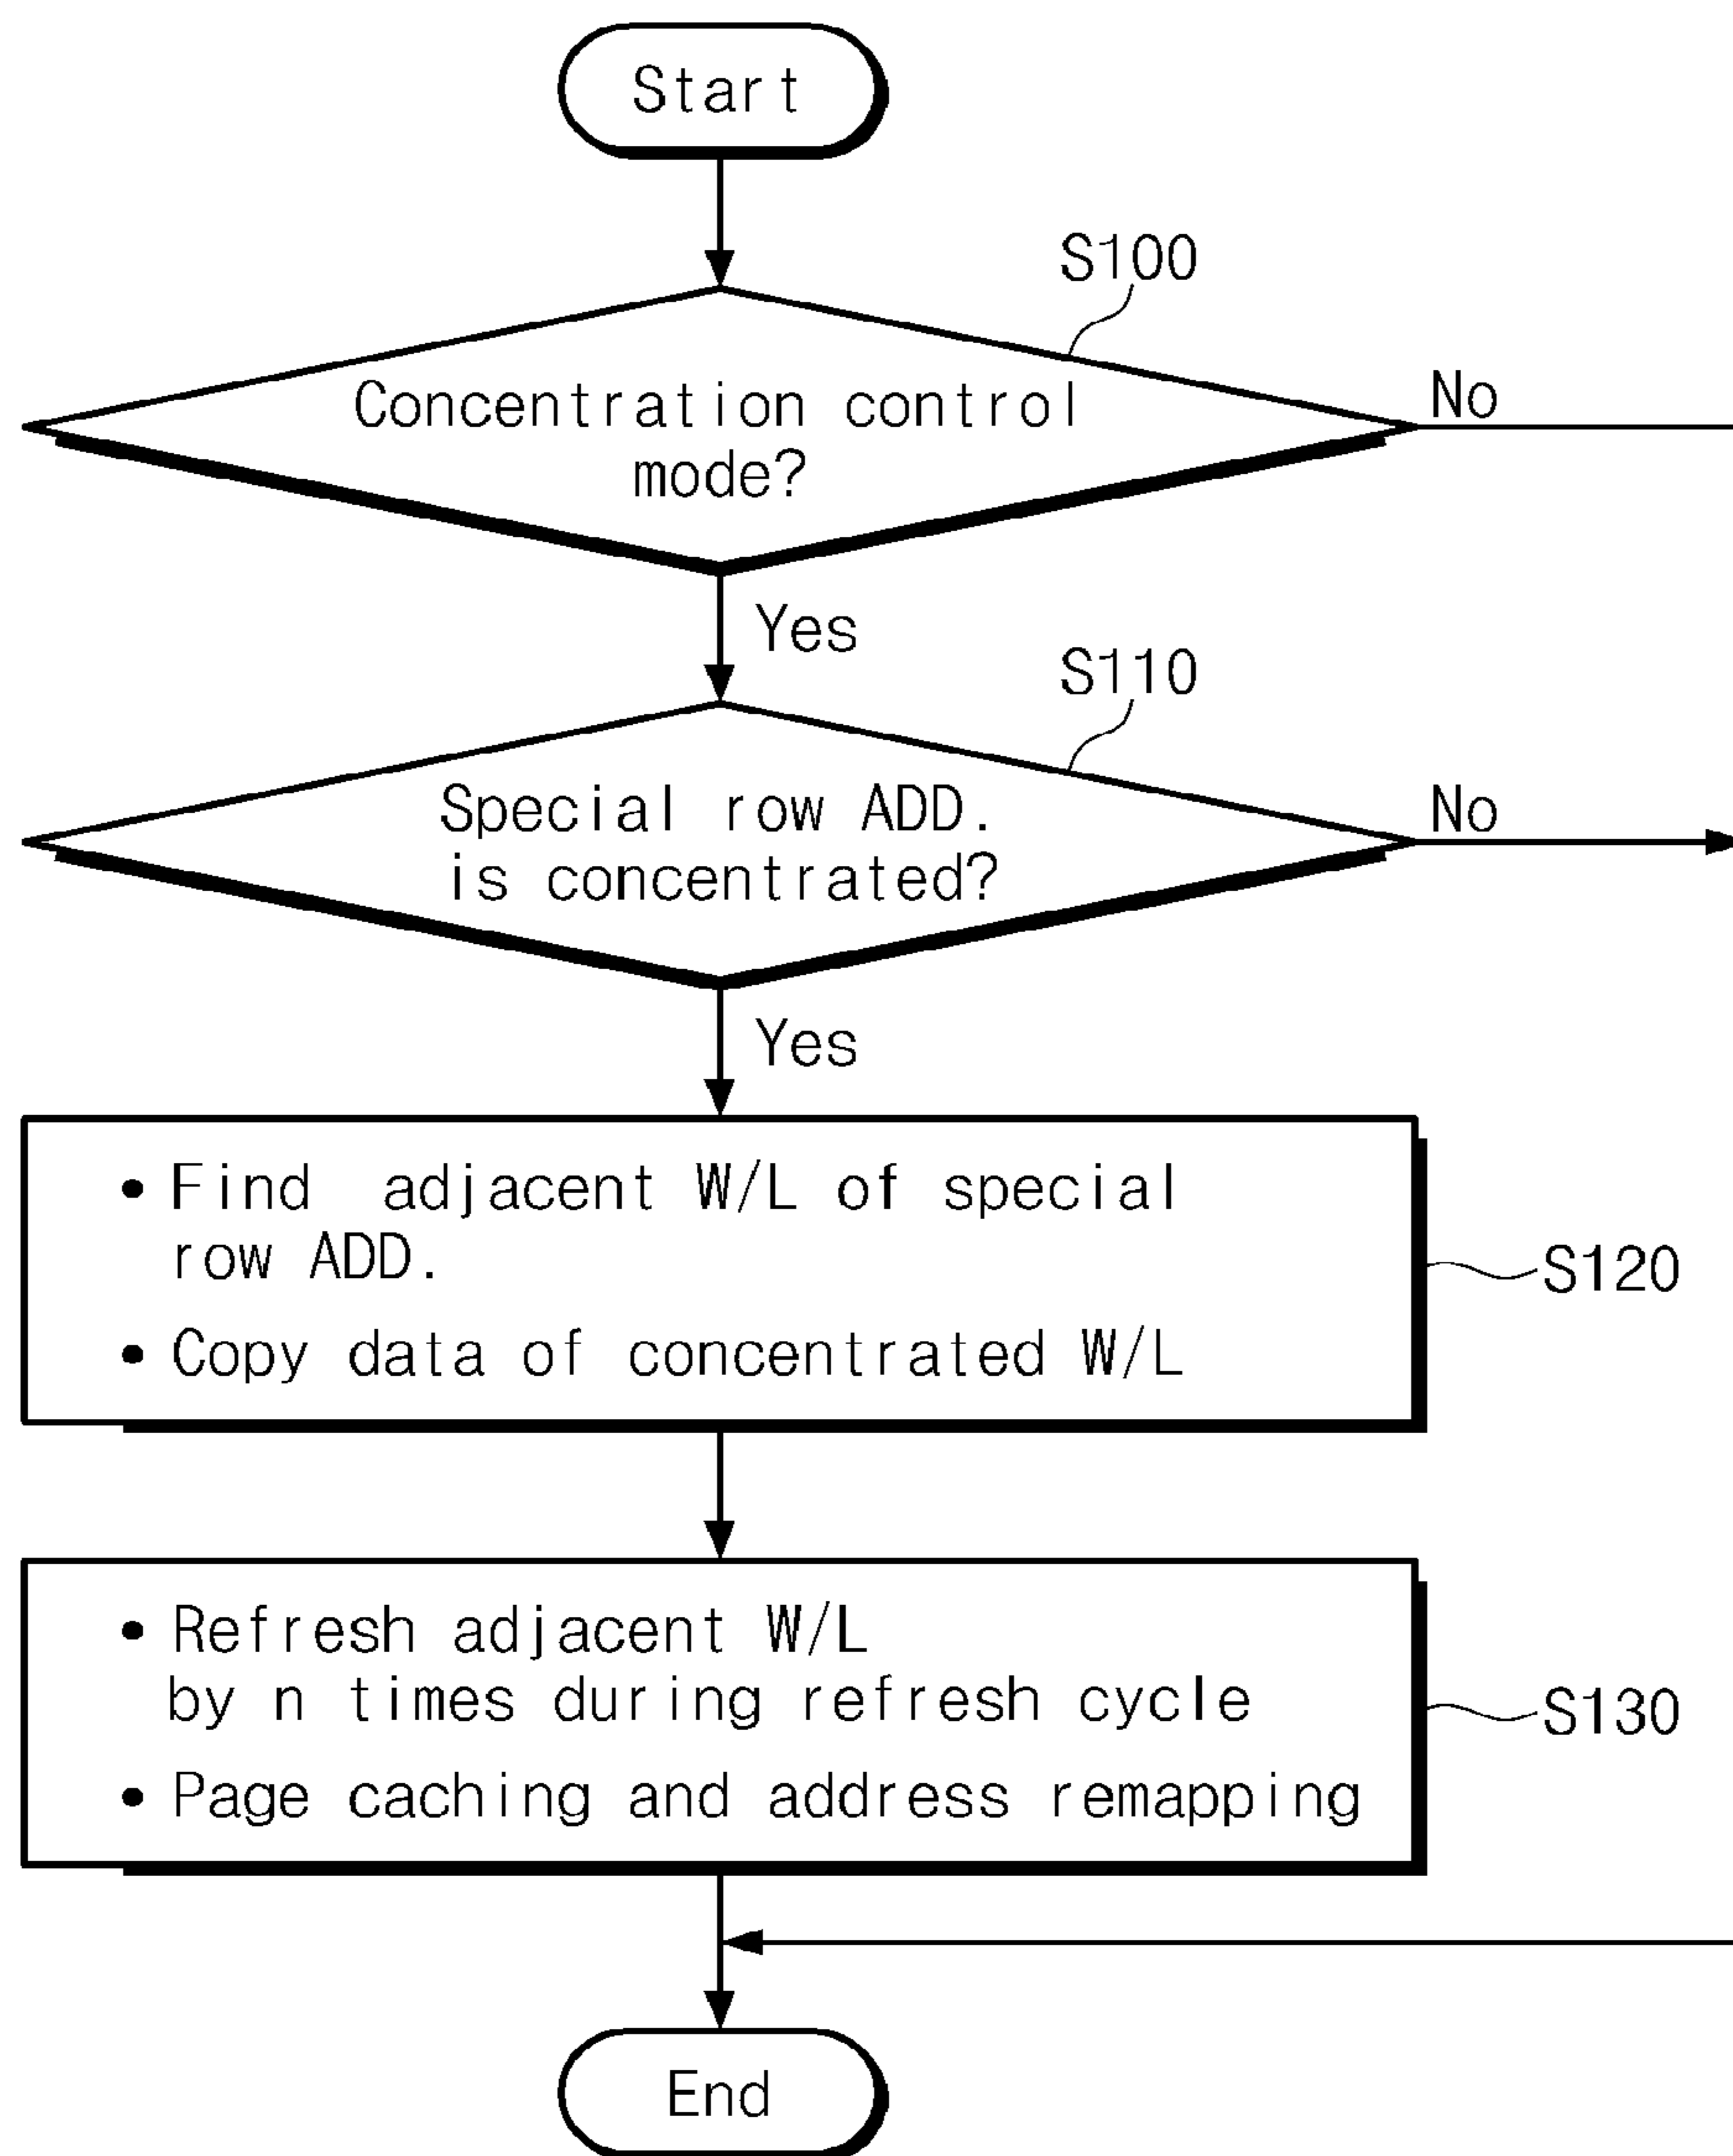 Start
S100
Concentration control
mode?
No
Yes
S110
Special row ADD.
is concentrated?
No
Yes
• Find adjacent W/L of special
row ADD.
• Copy data of concentrated W/L
S120
• Refresh adjacent W/L
by n times during refresh cycle
• Page caching and address remapping
S130
End